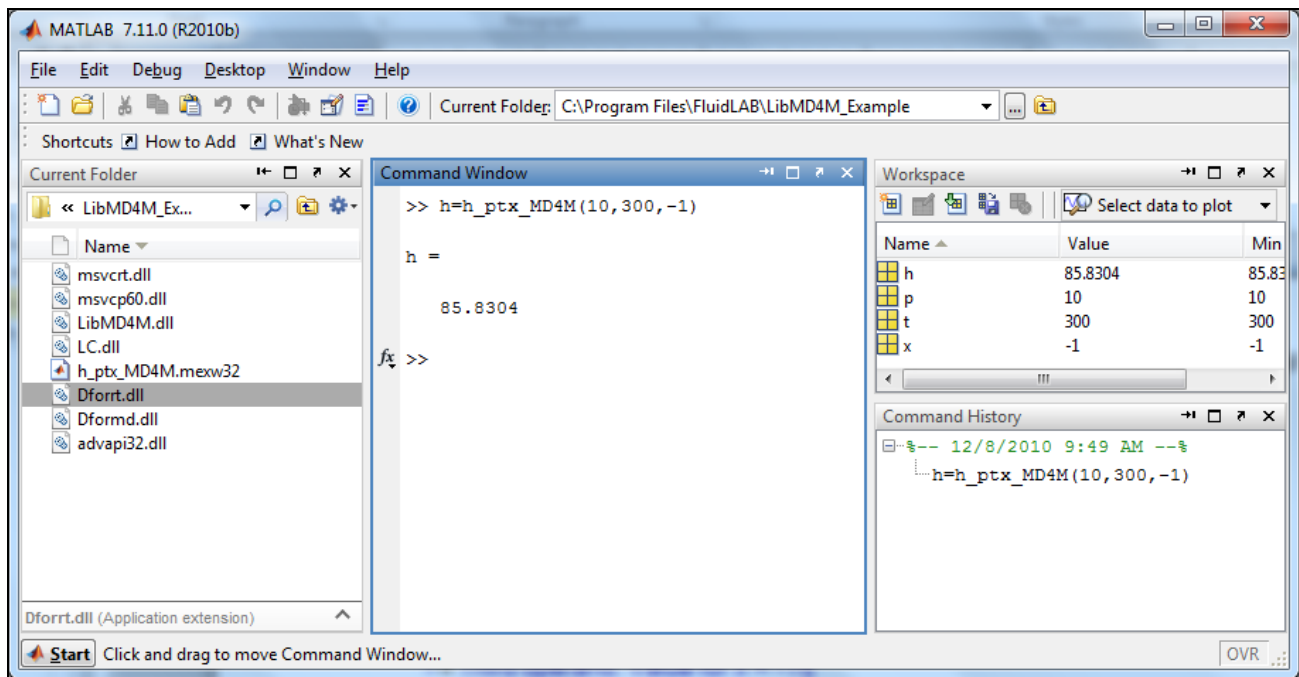 MATLAB 7.11.0 (R2010b)
File Edit Debug Desktop Window Help
Current Folder: C:\Program Files\FluidLAB\LibMD4M_Example
Shortcuts How to Add What's New
Current Folder
« LibMD4M_Ex...
Name
msvcrt.dll
msvcp60.dll
LibMD4M.dll
LC.dll
h_ptx_MD4M.mexw32
Dforrt.dll
Dformd.dll
advapi32.dll
Dforrt.dll (Application extension)
Command Window
>> h=h_ptx_MD4M(10,300,-1)
h =
85.8304
fx >>
Workspace
Select data to plot
Name Value Min
h 85.8304 85.83
p 10 10
t 300 300
x -1 -1
Command History
%-- 12/8/2010 9:49 AM --%
h=h_ptx_MD4M(10,300,-1)
Start Click and drag to move Command Window...
OVR